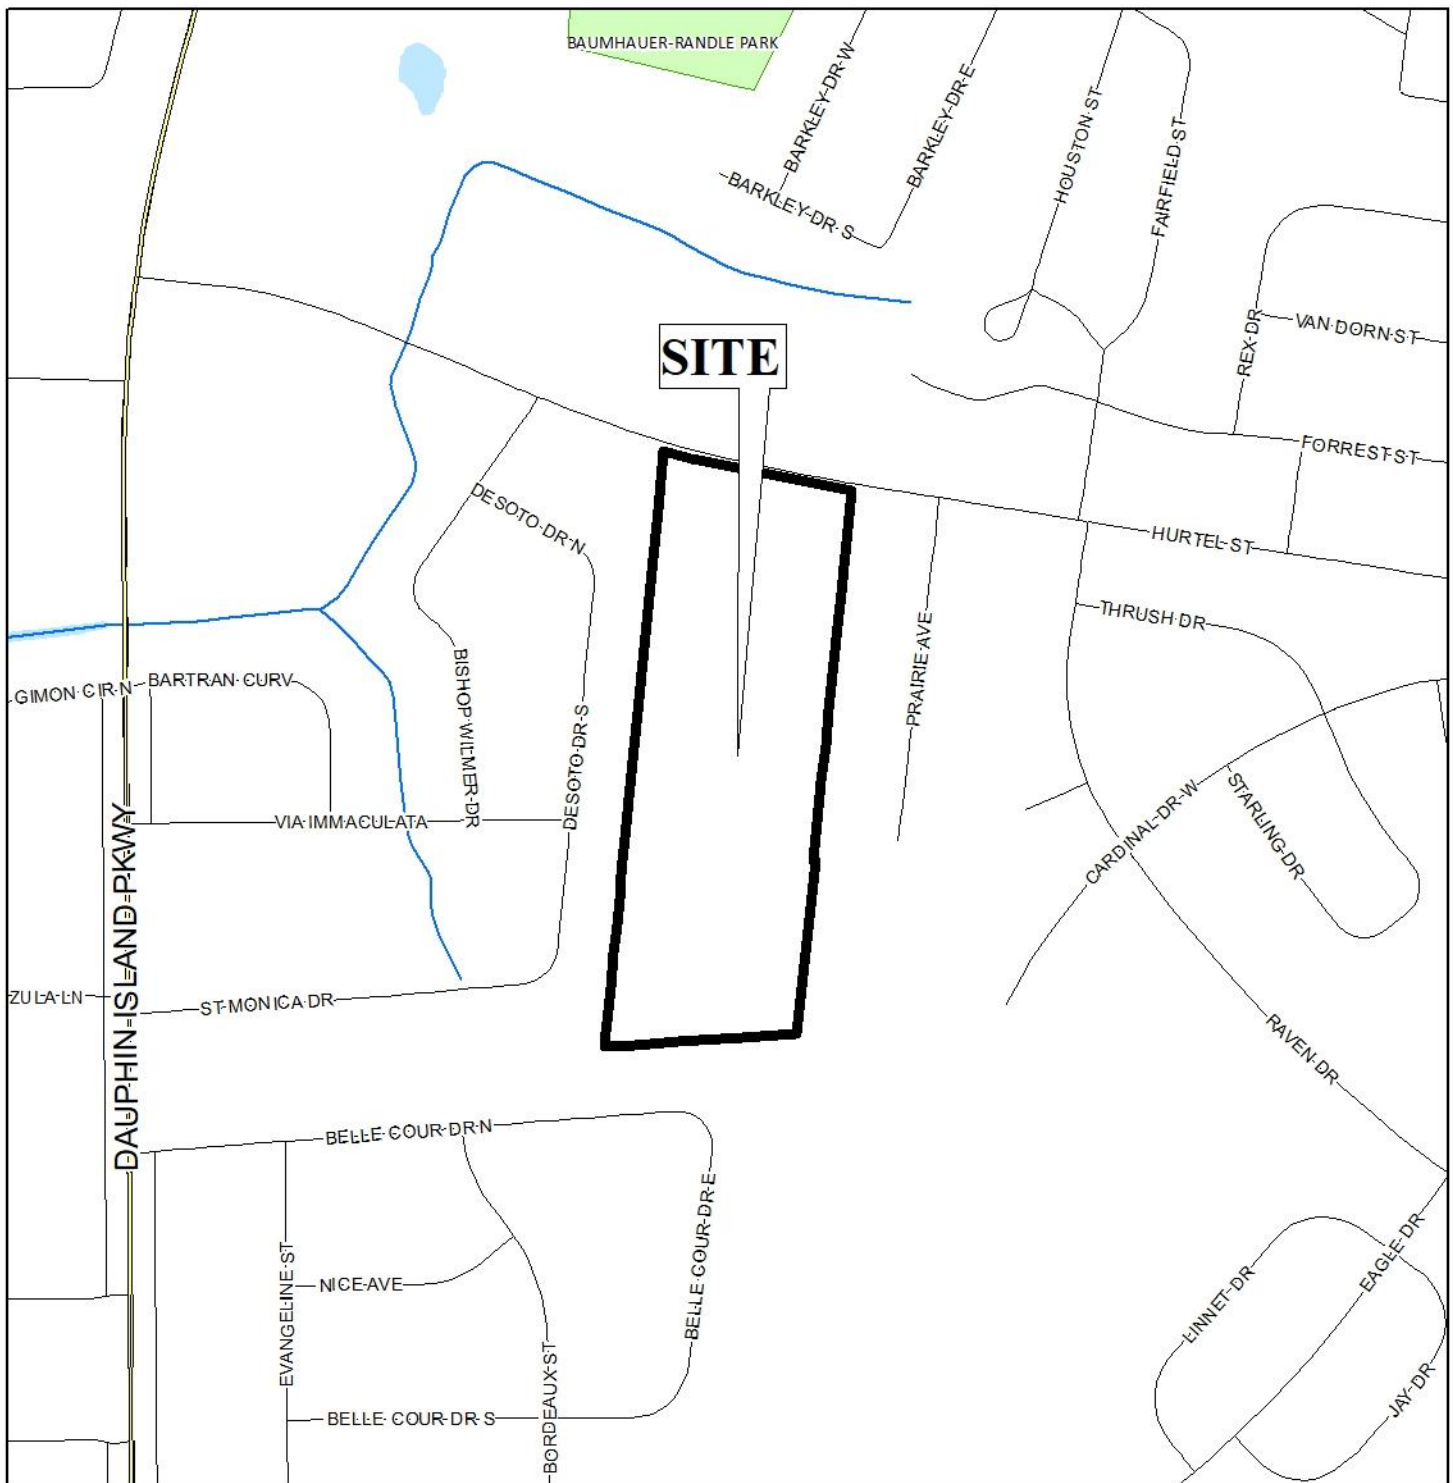 BAUMHAUER-RANDLE PARK
BARKLEY DR W
BARKLEY DR E
BARKLEY DR S
HOUSTON ST
FAIRFIELD ST
REX DR
VAN DORN ST
SITE
FORREST ST
DESOTO DR N
HURTEL ST
THRUSH DR
PRAIRIE AVE
GIMON CIR N
BARTRAN CURV
BISHOP WILMER DR
DESOTO DR S
VIA IMMACULATA
CARDINAL DR W
STARLING DR
DAUPHIN ISLAND PKWY
ZULA LN
ST MONICA DR
RAVEN DR
BELLE COUR DR N
BELLE COUR DR E
EVANGELINE ST
NICE AVE
LINNET DR
EAGLE DR
BORDEAUX ST
BELLE COUR DR S
JAY DR